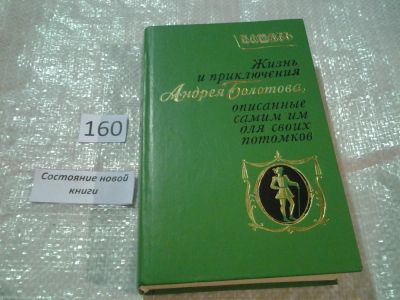 Жизнь
и приключения
Андрея Болотова,
описанные
самим им
для своих
потомков
160
Состояние новой
книги